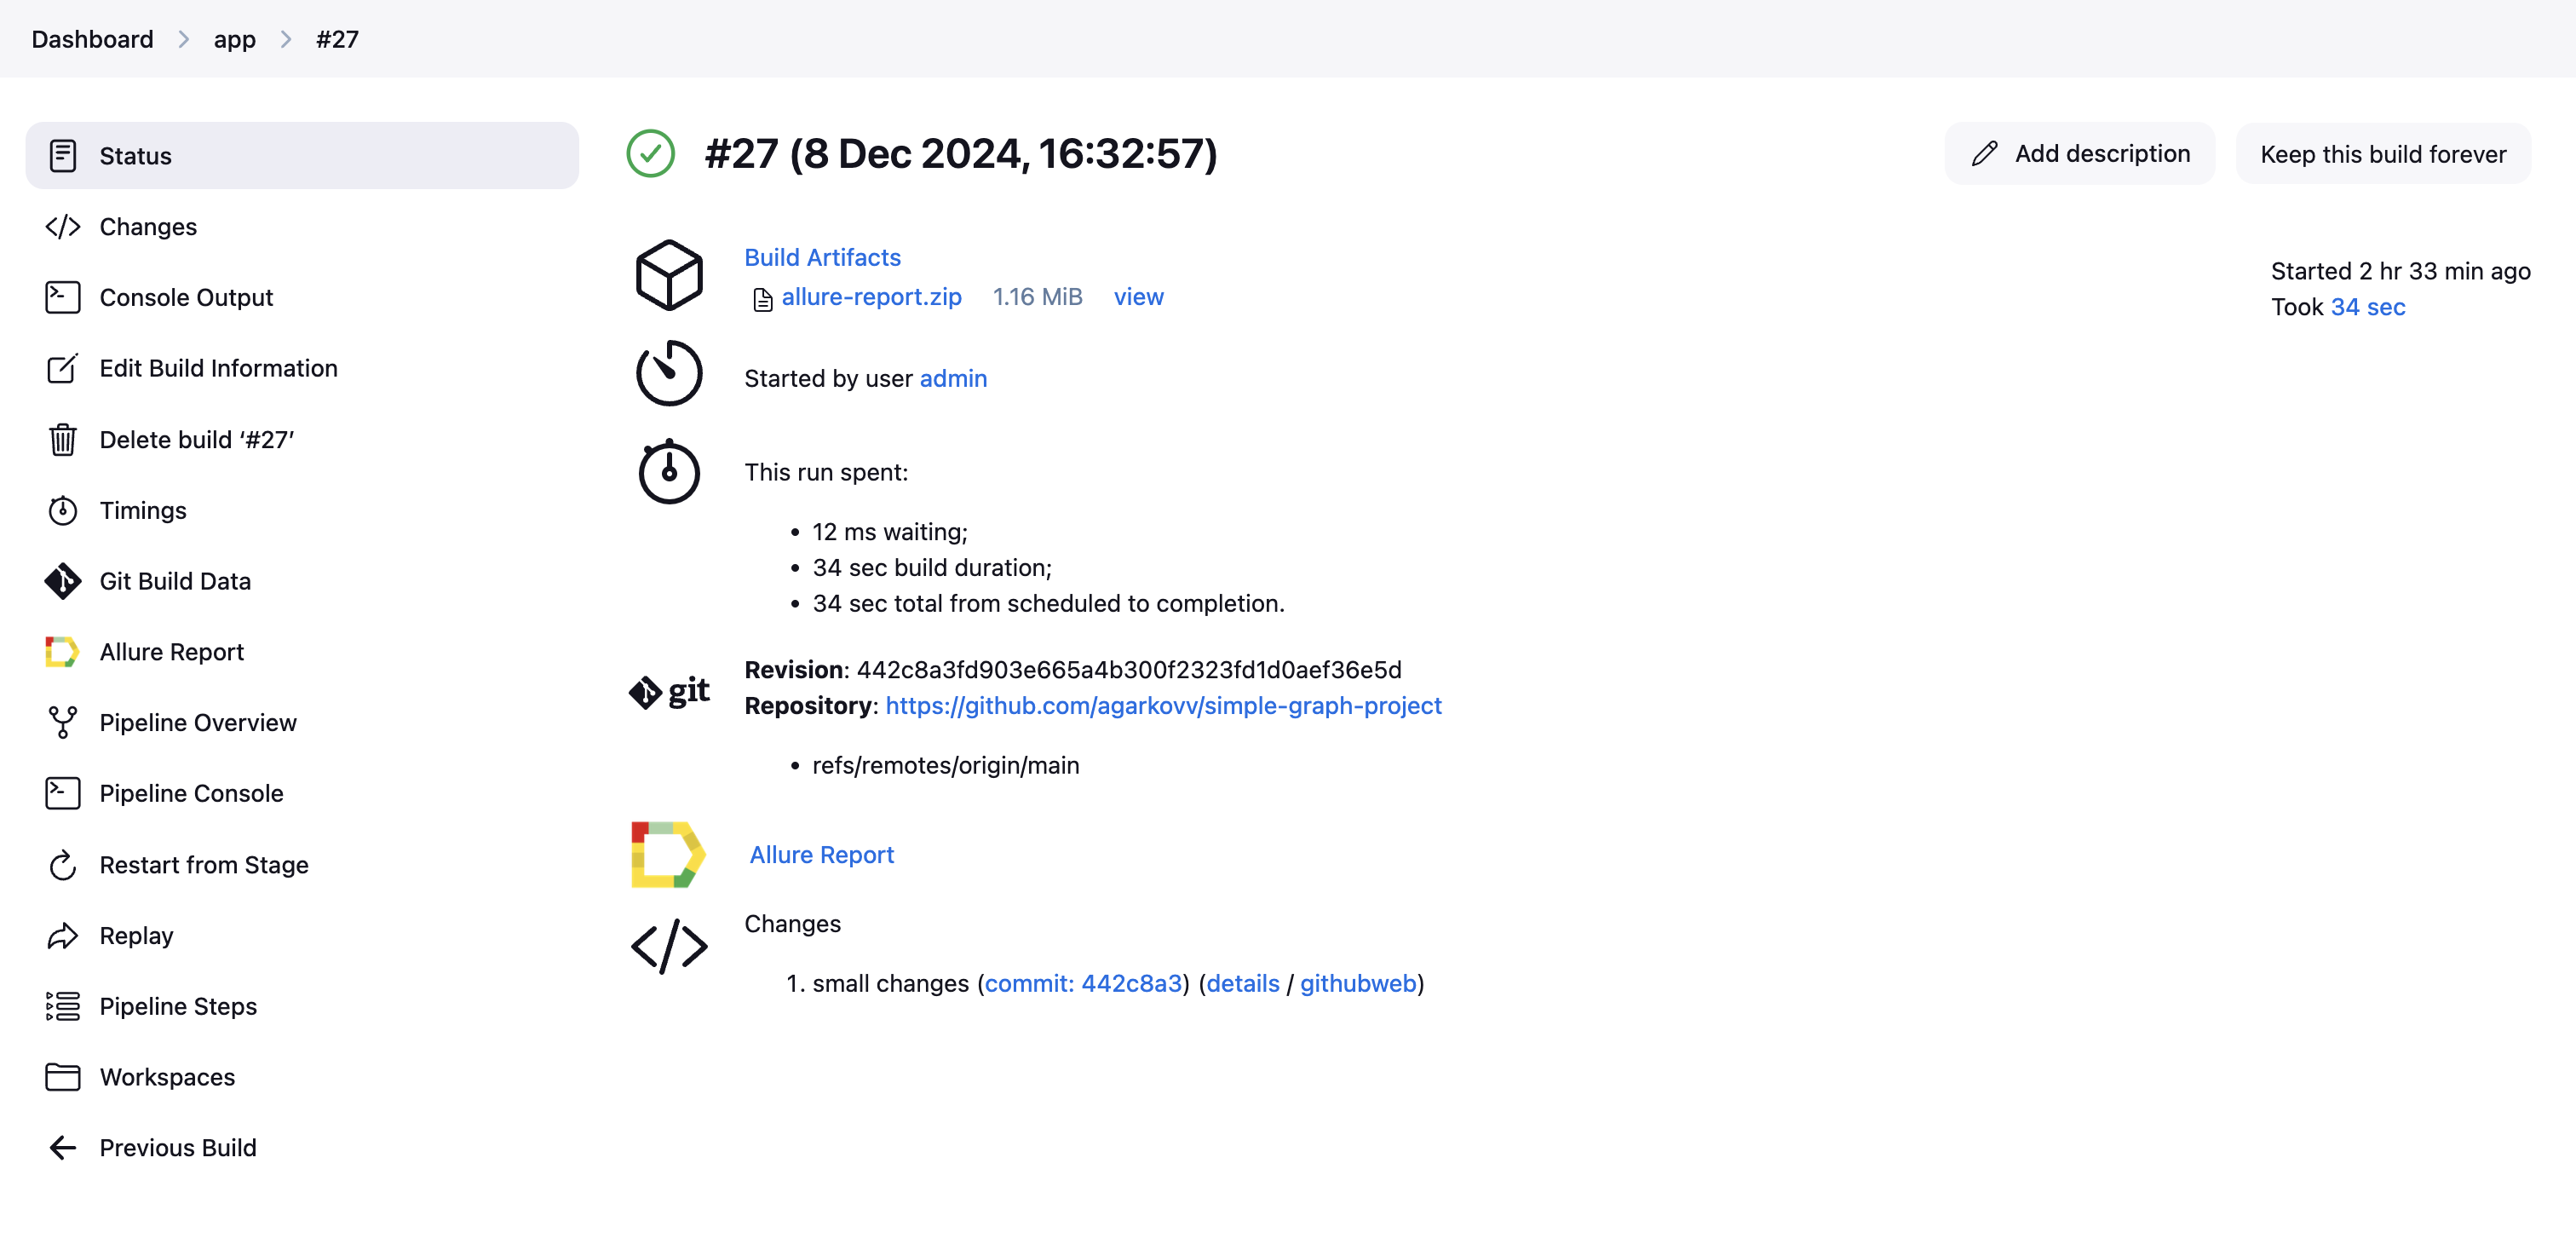 Dashboard > app > #27
Status
Changes
Console Output
Edit Build Information
Delete build ‘#27’
Timings
Git Build Data
Allure Report
Pipeline Overview
Pipeline Console
Restart from Stage
Replay
Pipeline Steps
Workspaces
Previous Build
#27 (8 Dec 2024, 16:32:57)
Add description
Keep this build forever
Started 2 hr 33 min ago
Took 34 sec
Build Artifacts
allure-report.zip 1.16 MiB view
Started by user admin
This run spent:
• 12 ms waiting;
• 34 sec build duration;
• 34 sec total from scheduled to completion.
git
Revision: 442c8a3fd903e665a4b300f2323fd1d0aef36e5d
Repository: https://github.com/agarkovv/simple-graph-project
• refs/remotes/origin/main
Allure Report
Changes
1. small changes (commit: 442c8a3) (details / githubweb)